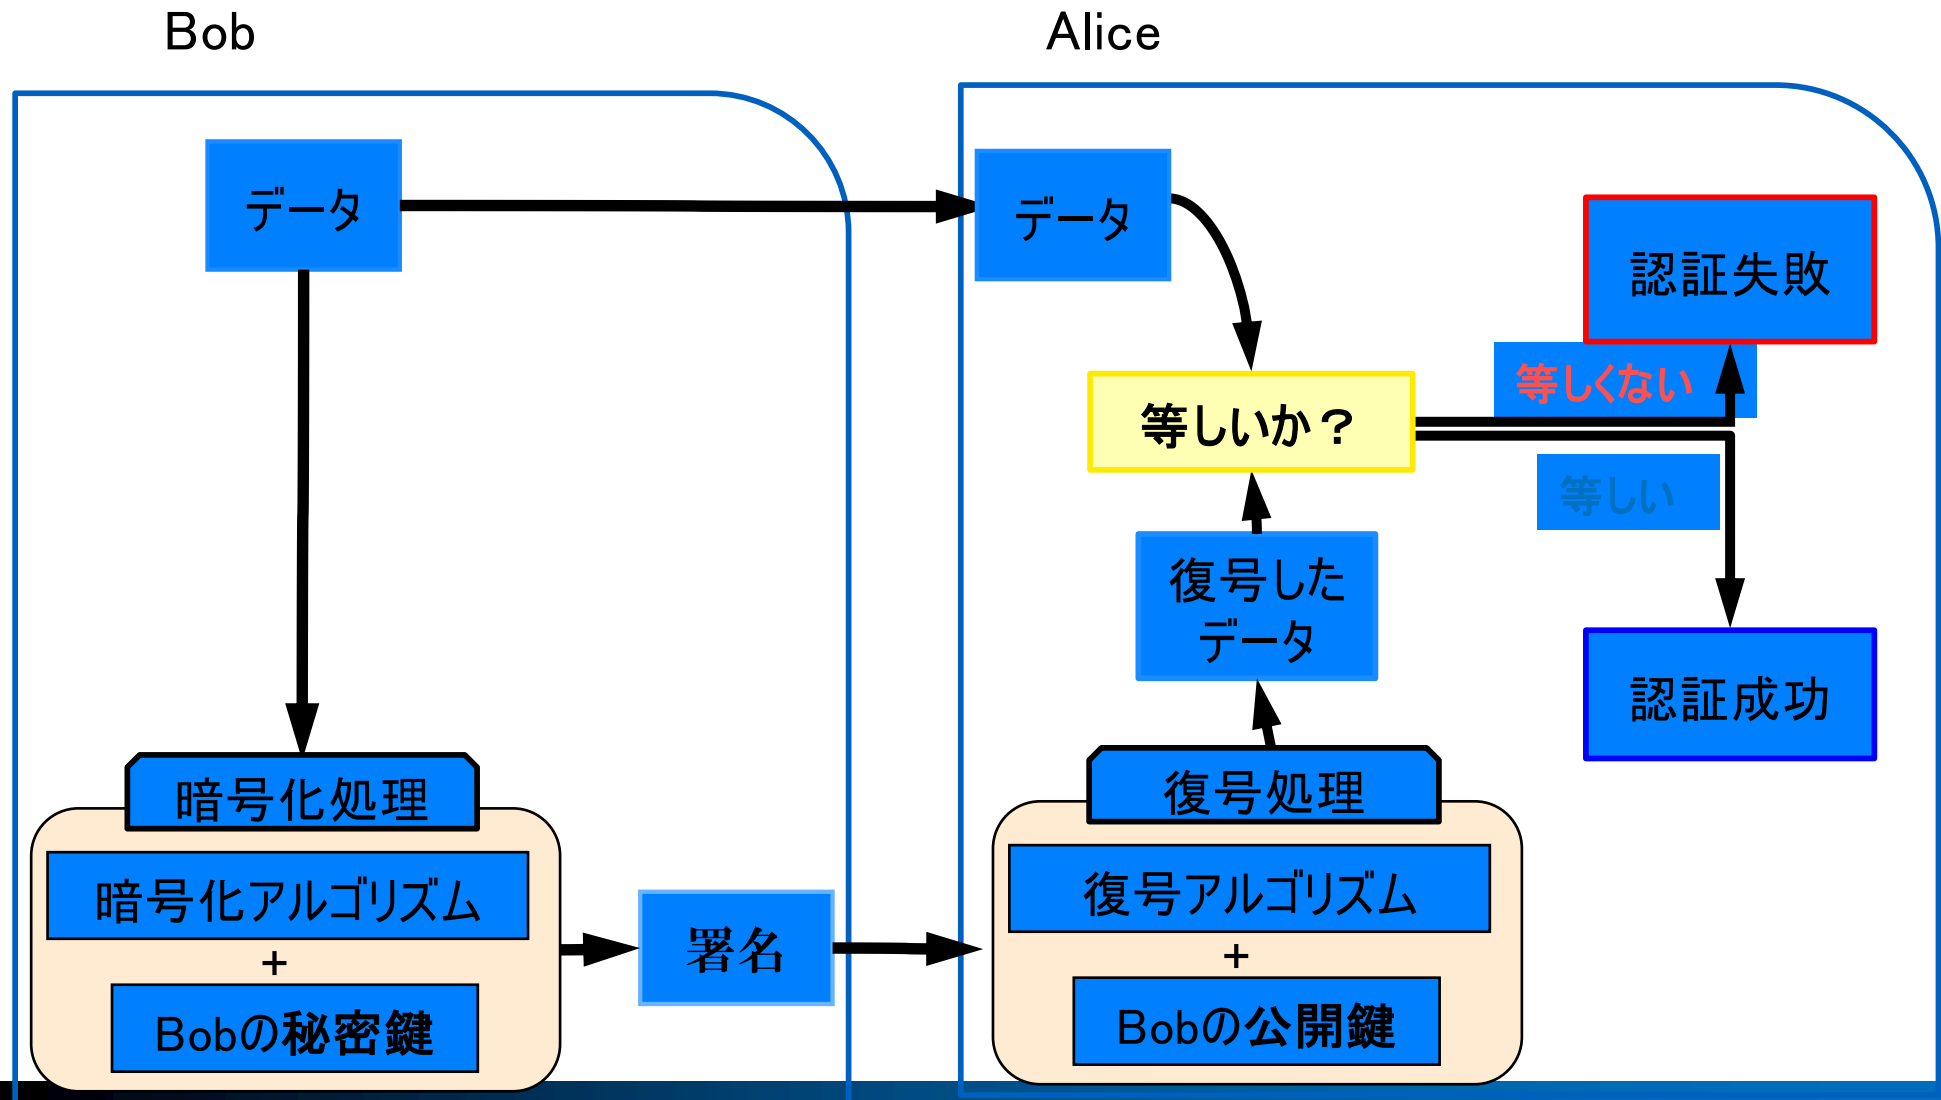 Bob
Alice
データ
データ
認証失敗
等しくない
等しいか？
等しい
復号した
データ
認証成功
暗号化処理
暗号化アルゴリズム
+
Bobの秘密鍵
署名
復号処理
復号アルゴリズム
+
Bobの公開鍵